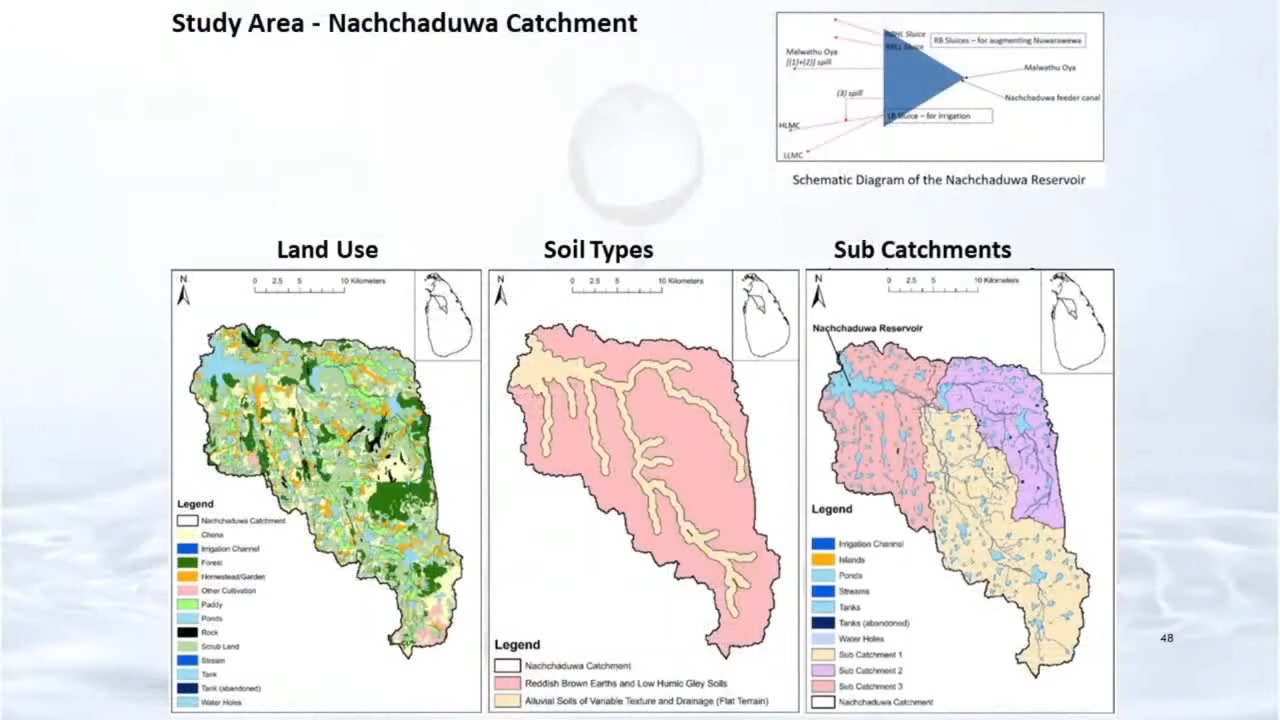 Study Area - Nachchaduwa Catchment
RBHL Sluice
RB Sluices – for augmenting Nuwarawewa
RBLL Sluice
Malwathu Oya
[(1)+(2)] spill
Malwathu Oya
(3) spill
Nachchaduwa feeder canal
LB Sluice – for irrigation
HLMC
LLMC
Schematic Diagram of the Nachchaduwa Reservoir
Land Use
Soil Types
Sub Catchments
N
0 2.5 5 10 Kilometers
Legend
Nachchaduwa Catchment
Chena
Irrigation Channel
Forest
Homestead/Garden
Other Cultivation
Paddy
Ponds
Rock
Scrub Land
Stream
Tank
Tank (abandoned)
Water Holes
N
0 2.5 5 10 Kilometers
Legend
Nachchaduwa Catchment
Reddish Brown Earths and Low Humic Gley Soils
Alluvial Soils of Variable Texture and Drainage (Flat Terrain)
N
0 2.5 5 10 Kilometers
Nachchaduwa Reservoir
Legend
Irrigation Channel
Islands
Ponds
Streams
Tanks
Tanks (abandoned)
Water Holes
Sub Catchment 1
Sub Catchment 2
Sub Catchment 3
Nachchaduwa Catchment
48